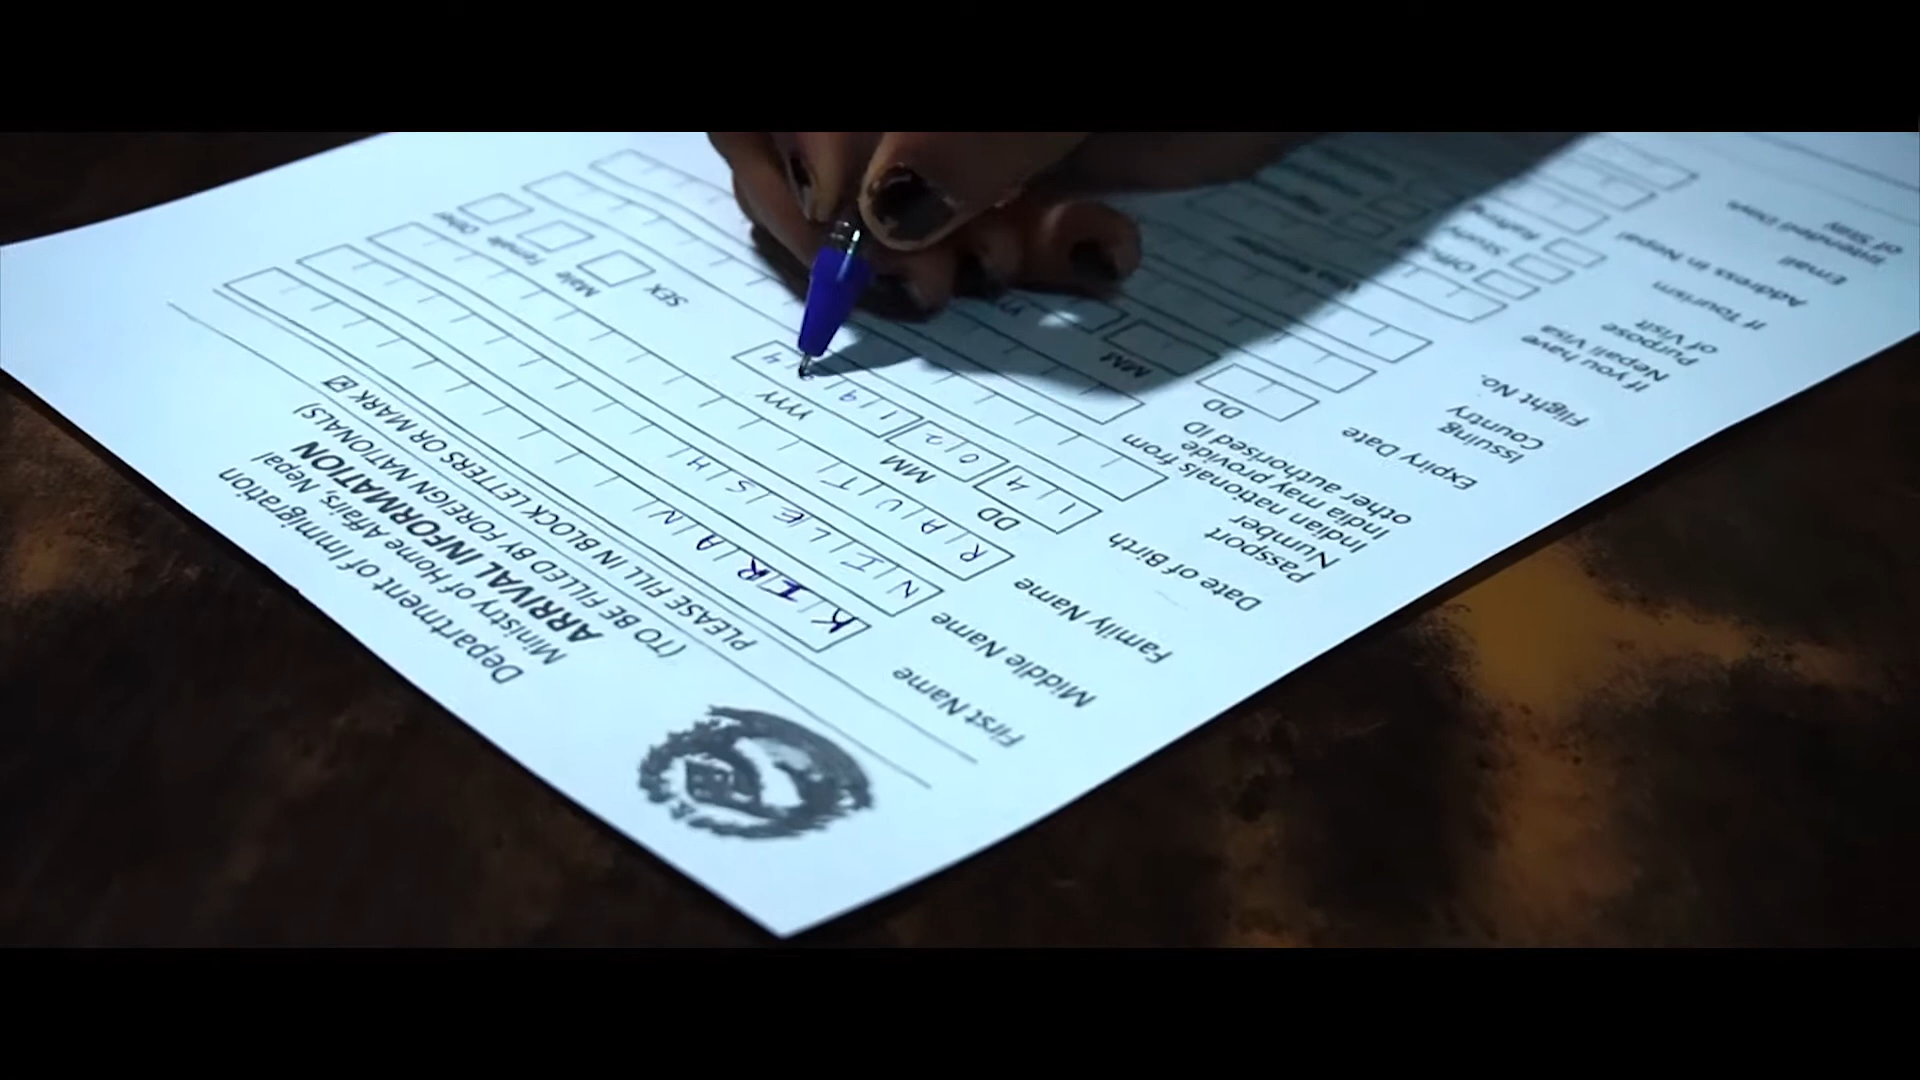 Department of Immigration
Ministry of Home Affairs, Nepal
ARRIVAL INFORMATION
(TO BE FILLED BY FOREIGN NATIONALS)
PLEASE FILL IN BLOCK LETTERS OR MARK ☑
First Name KIRAN
Middle Name NILESH
Family Name RAUT
DD MM YYYY SEX Male Female Other
Date of Birth 14 02 19
Passport
Number
Indian nationals from
India may provide
other authorised ID
DD MM
Expiry Date
Issuing
Country
Flight No.
If you have
Nepali Visa
Purpose
of Visit
If Tourism
Study
Address in Nepal
Email
Intended Days
of Stay